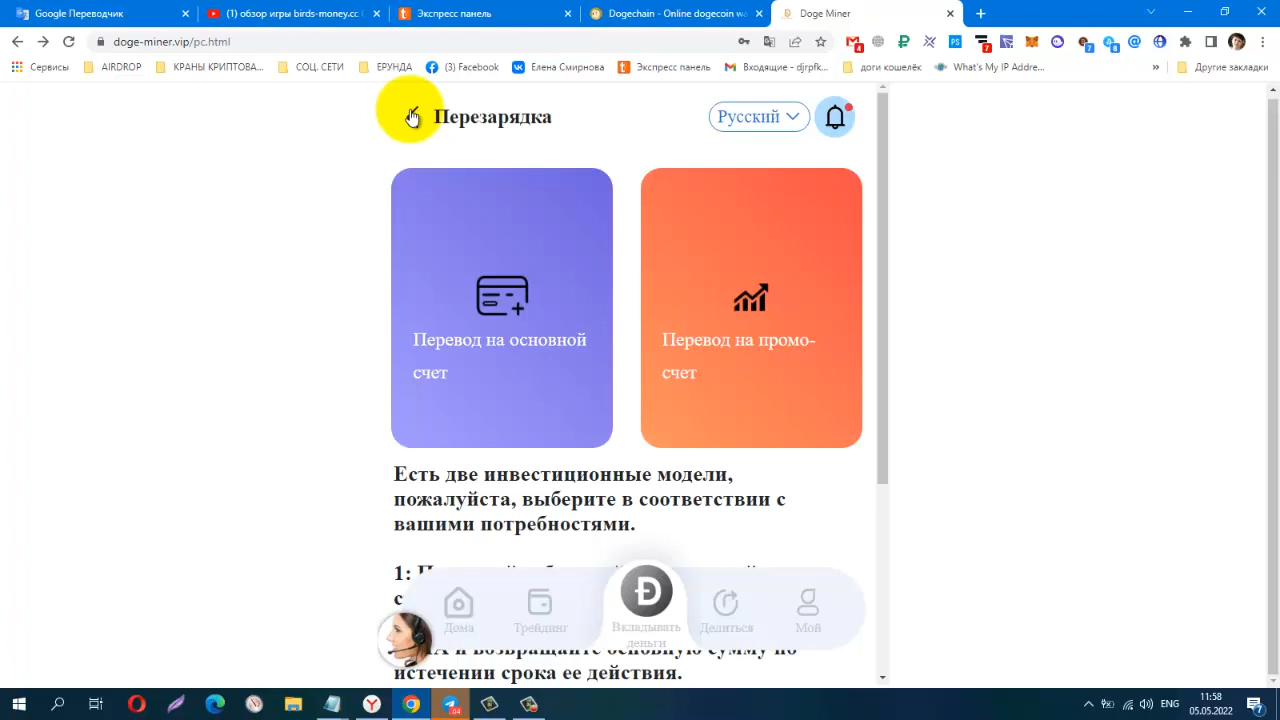 Google Переводчик
(1) обзор игры birds-money.cc (
Экспресс панель
Dogechain - Online dogecoin wa
Doge Miner
doge-miner.vip/pc.html
Сервисы
AIRDROP
КРАНЫ КРИПТОВА...
СОЦ. СЕТИ
ЕРУНДА
(3) Facebook
Елена Смирнова
Экспресс панель
Входящие - djrpfk...
доги кошелёк
What's My IP Addre...
»
Другие закладки
Перезарядка
Русский
Перевод на основной
счет
Перевод на промо-
счет
Есть две инвестиционные модели,
пожалуйста, выберите в соответствии с
вашими потребностями.
1:
Дома
Трейдинг
Вкладывать
деньги
Делиться
Мой
и возвращайте основную сумму по
истечении срока ее действия.
ENG
11:58
05.05.2022